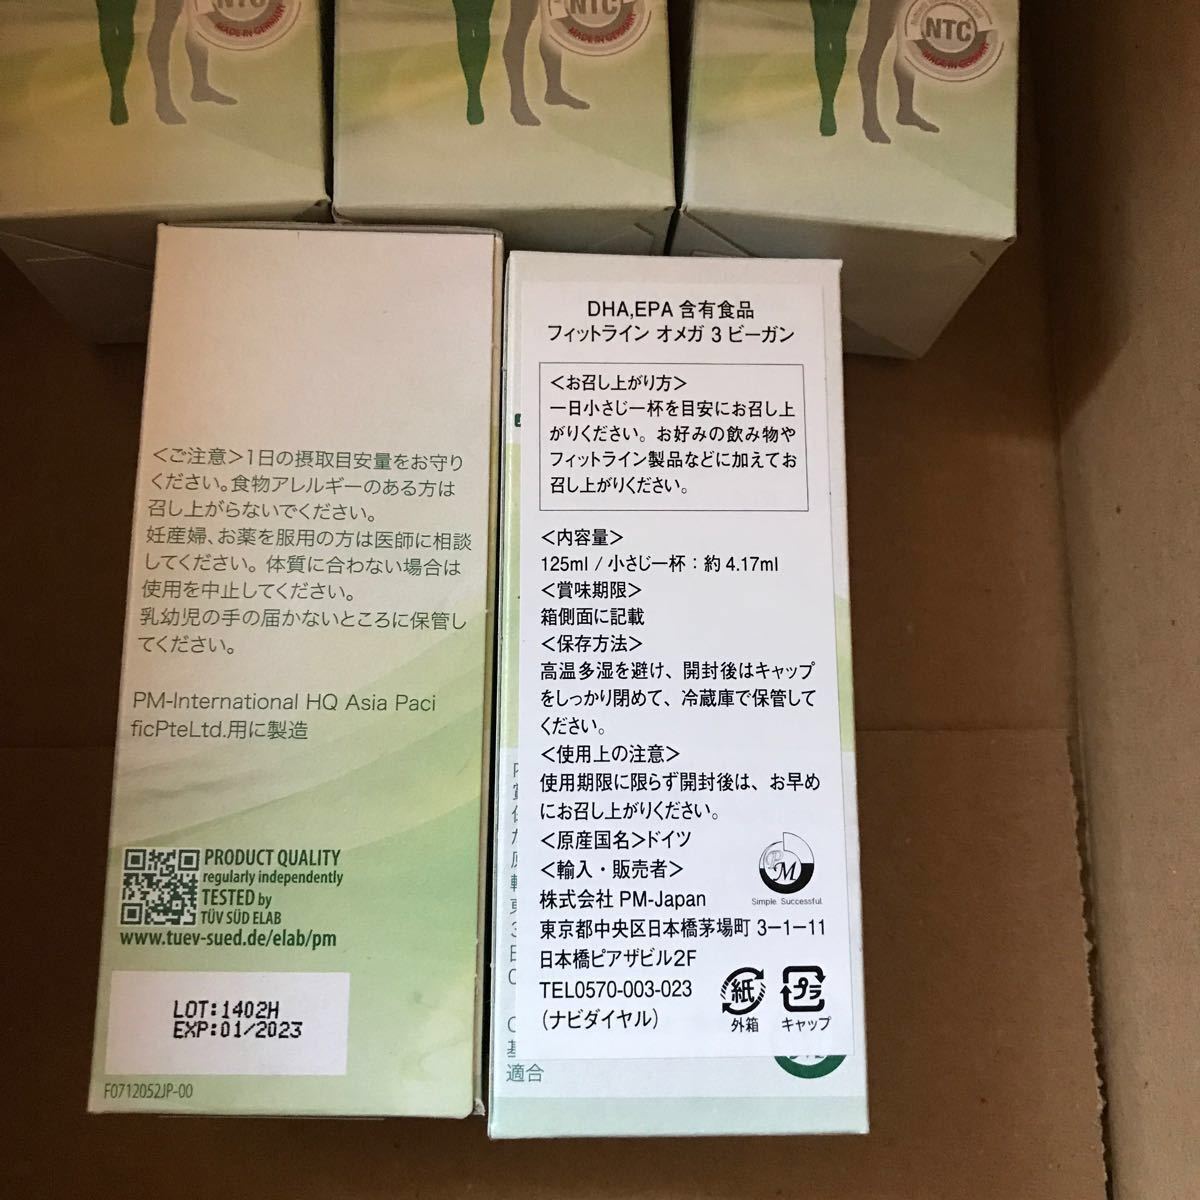 NTC
MADE IN GERMANY
NTC
MADE IN GERMANY
NTC
MADE IN GERMANY
<ご注意>1日の摂取目安量をお守り
ください。食物アレルギーのある方は
召し上がらないでください。
妊産婦、お薬を服用の方は医師に相談
してください。体質に合わない場合は
使用を中止してください。
乳幼児の手の届かないところに保管し
てください。
PM-International HQ Asia Paci
ficPteLtd.用に製造
PRODUCT QUALITY
regularly independently
TESTED by
TÜV SÜD ELAB
www.tuev-sued.de/elab/pm
LOT:1402H
EXP:01/2023
F0712052JP-00
DHA,EPA 含有食品
フィットライン オメガ 3 ビーガン
<お召し上がり方>
一日小さじ一杯を目安にお召し上
がりください。お好みの飲み物や
フィットライン製品などに加えてお
召し上がりください。
<内容量>
125ml / 小さじ一杯：約 4.17ml
<賞味期限>
箱側面に記載
<保存方法>
高温多湿を避け、開封後はキャップ
をしっかり閉めて、冷蔵庫で保管して
ください。
<使用上の注意>
使用期限に限らず開封後は、お早め
にお召し上がりください。
<原産国名>ドイツ
<輸入・販売者>
株式会社 PM-Japan
東京都中央区日本橋茅場町 3-1-11
日本橋ピアザビル2F
TEL0570-003-023
(ナビダイヤル)
PM
Simple. Successful.
紙
外箱
プラ
キャップ
適合